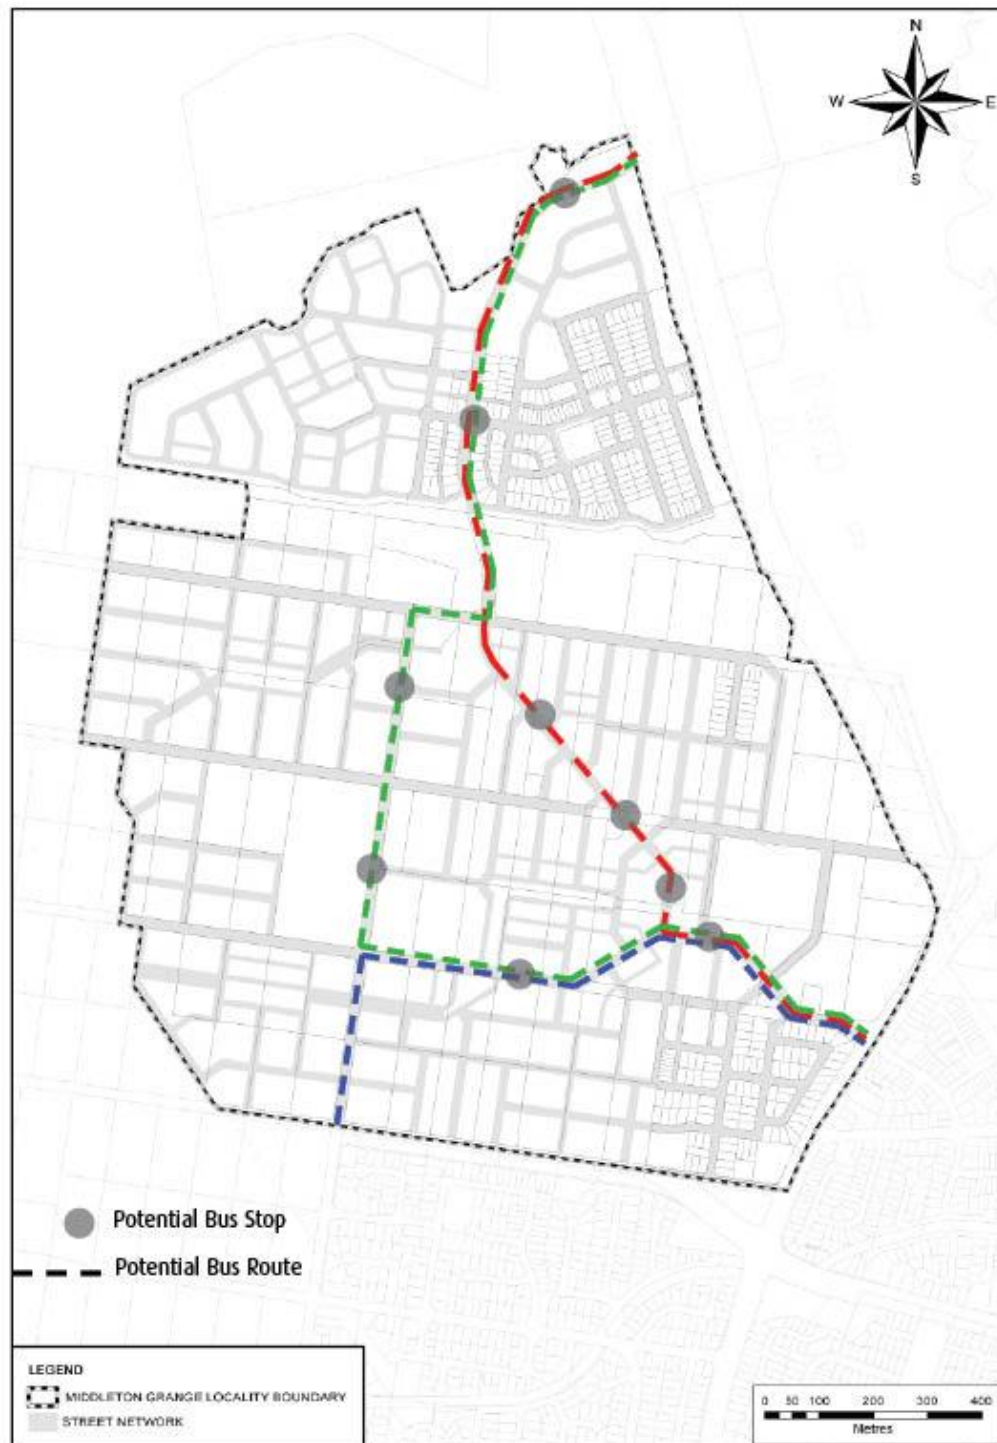 N
W E
S
Potential Bus Stop
Potential Bus Route
LEGEND
MIDDLETON GRANGE LOCALITY BOUNDARY
STREET NETWORK
0 50 100 200 300 400
Metres